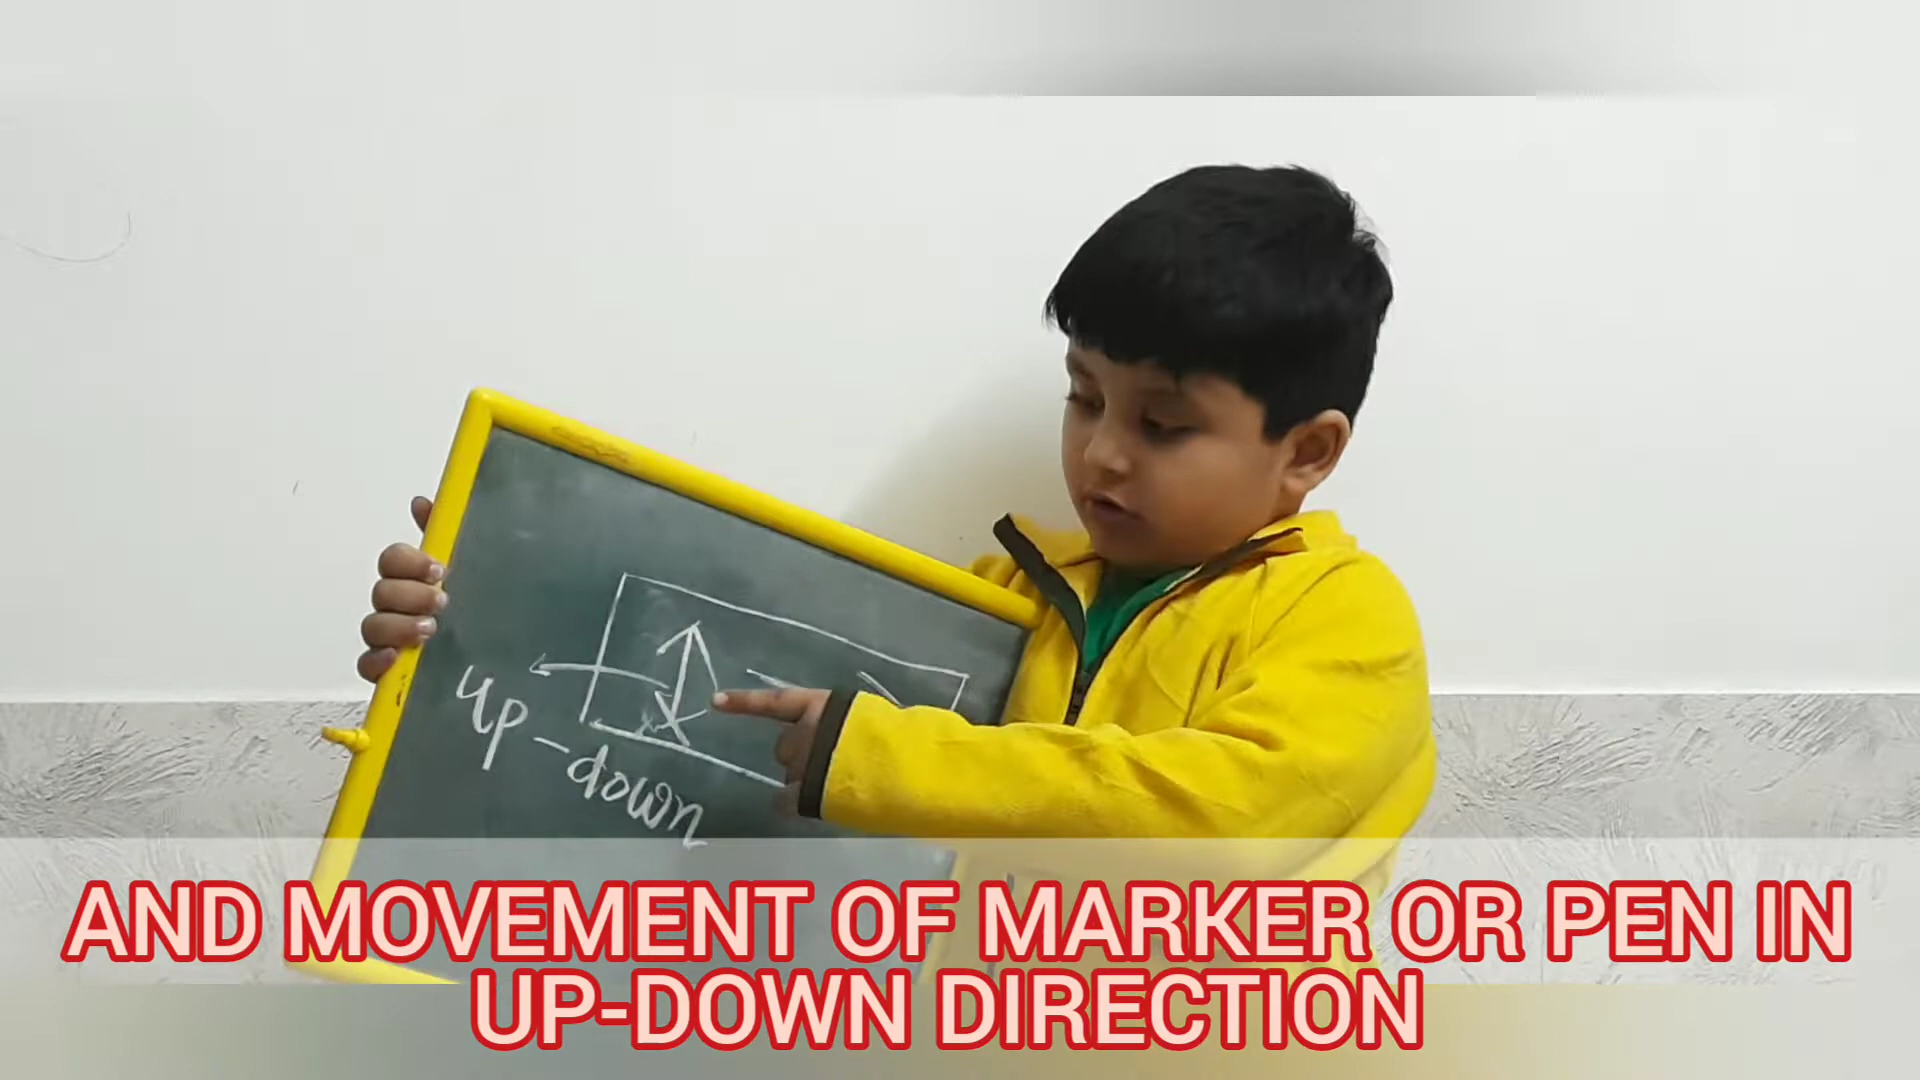 up-down
AND MOVEMENT OF MARKER OR PEN IN
UP-DOWN DIRECTION